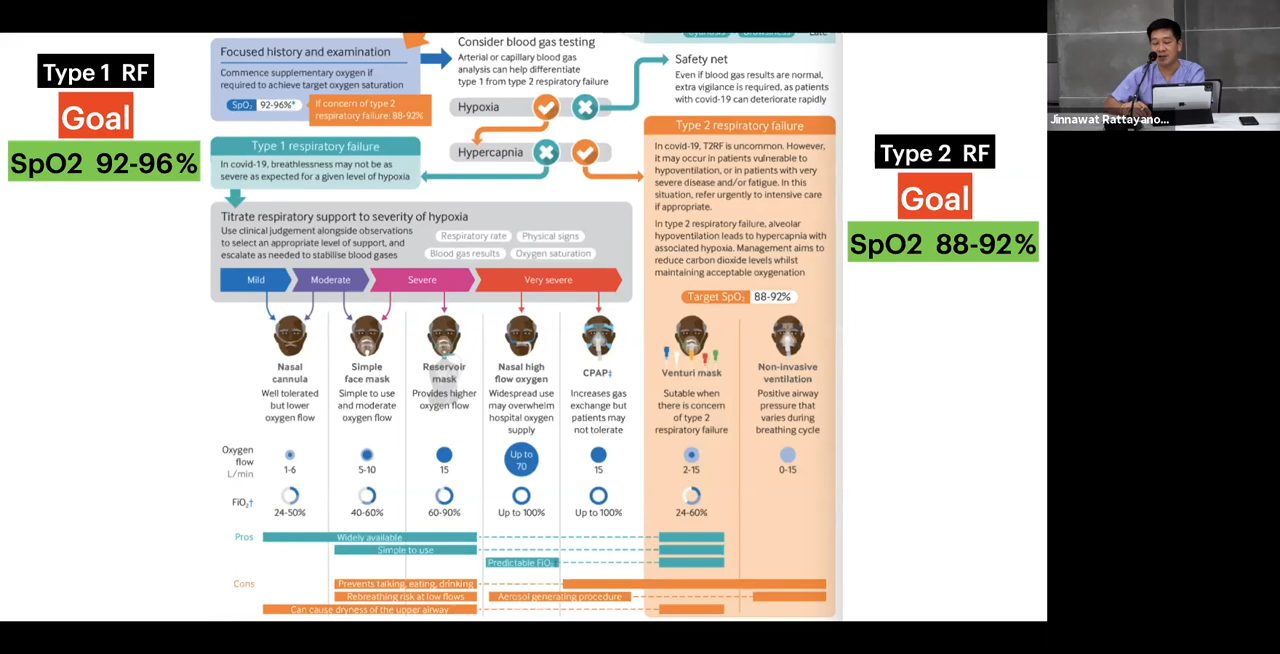 Type 1 RF
Goal
SpO2 92-96%
Focused history and examination
Commence supplementary oxygen if
required to achieve target oxygen saturation
SpO₂ 92-96%*
If concern of type 2
respiratory failure: 88-92%
Consider blood gas testing
Arterial or capillary blood gas
analysis can help differentiate
type 1 from type 2 respiratory failure
Hypoxia
Hypercapnia
Late
Safety net
Even if blood gas results are normal,
extra vigilance is required, as patients
with covid-19 can deteriorate rapidly
Type 1 respiratory failure
In covid-19, breathlessness may not be as
severe as expected for a given level of hypoxia
Titrate respiratory support to severity of hypoxia
Use clinical judgement alongside observations
to select an appropriate level of support, and
escalate as needed to stabilise blood gases
Respiratory rate
Physical signs
Blood gas results
Oxygen saturation
Mild
Moderate
Severe
Very severe
Type 2 respiratory failure
In covid-19, T2RF is uncommon. However,
it may occur in patients vulnerable to
hypoventilation, or in patients with very
severe disease and/or fatigue. In this
situation, refer urgently to intensive care
if appropriate.
In type 2 respiratory failure, alveolar
hypoventilation leads to hypercapnia with
associated hypoxia. Management aims to
reduce carbon dioxide levels whilst
maintaining acceptable oxygenation
Target SpO₂ 88-92%
Nasal
cannula
Well tolerated
but lower
oxygen flow
Simple
face mask
Simple to use
and moderate
oxygen flow
Reservoir
mask
Provides higher
oxygen flow
Nasal high
flow oxygen
Widespread use
may overwhelm
hospital oxygen
supply
CPAP‡
Increases gas
exchange but
patients may
not tolerate
Venturi mask
Sutable when
there is concern
of type 2
respiratory failure
Non-invasive
ventilation
Positive airway
pressure that
varies during
breathing cycle
Oxygen
flow
L/min
1-6
5-10
15
Up to
70
15
2-15
0-15
FiO₂†
24-50%
40-60%
60-90%
Up to 100%
Up to 100%
24-60%
Pros
Widely available
Simple to use
Predictable FiO₂
Cons
Prevents talking, eating, drinking
Rebreathing risk at low flows
Aerosol generating procedure
Can cause dryness of the upper airway
Type 2 RF
Goal
SpO2 88-92%
Jinnawat Rattayano...